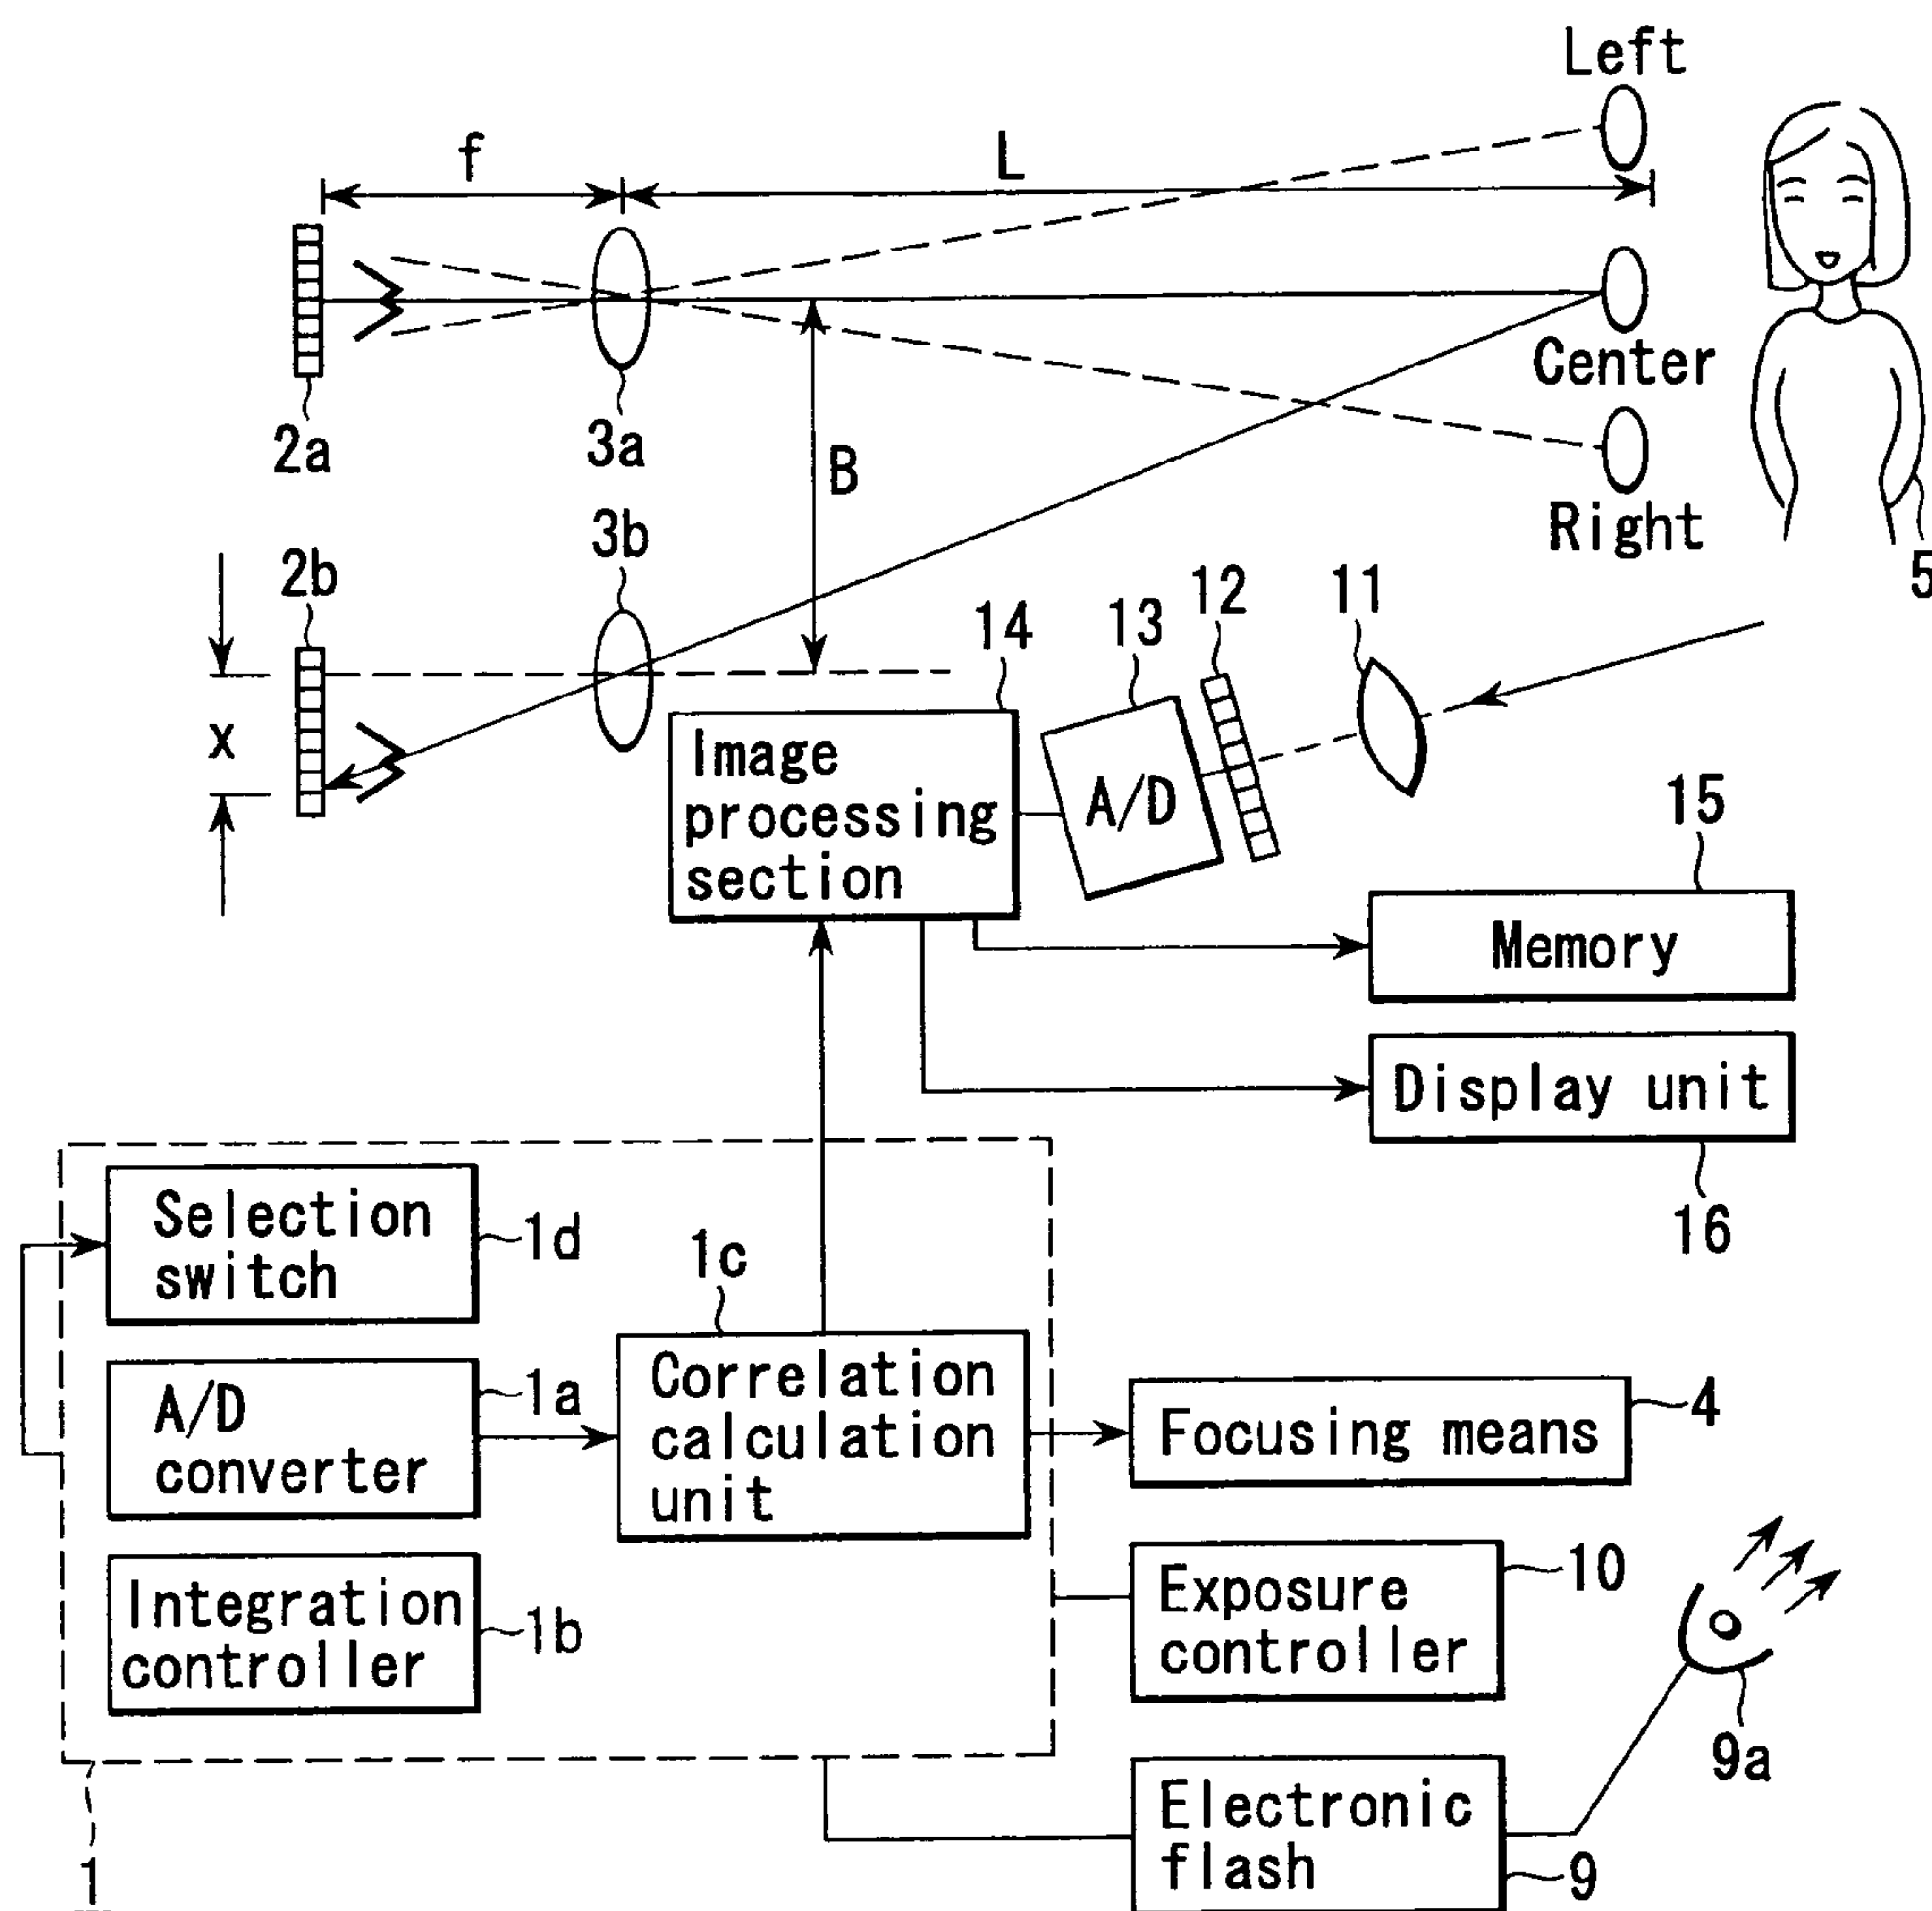 Left
f
L
Center
2a
3a
B
Right
5
2b
3b
x
14
13
12
11
Image
processing
section
A/D
15
Memory
Display unit
16
Selection
switch
1d
1c
A/D
converter
1a
Correlation
calculation
unit
Focusing means
4
Integration
controller
1b
Exposure
controller
10
9a
Electronic
flash
9
1